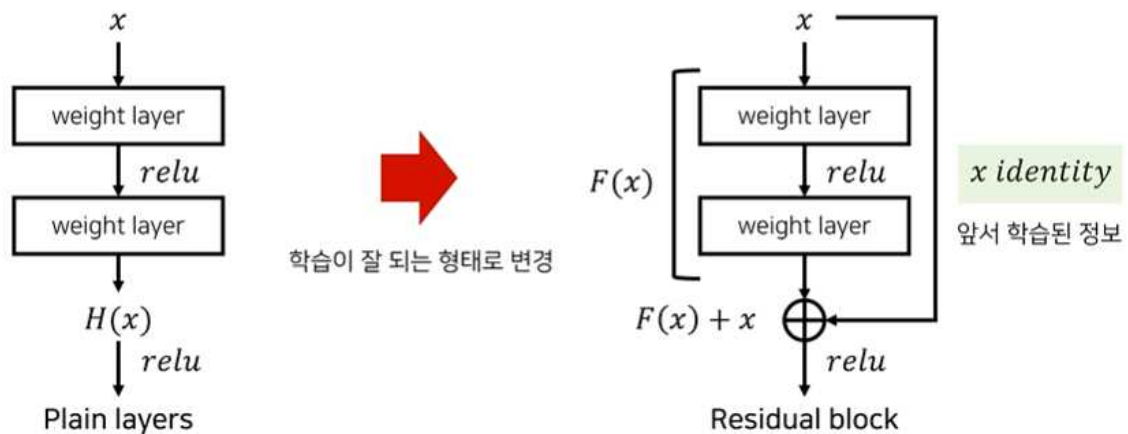 x
weight layer
relu
weight layer
H(x)
relu
Plain layers
학습이 잘 되는 형태로 변경
x
weight layer
relu
F(x)
weight layer
F(x) + x
relu
Residual block
x identity
앞서 학습된 정보